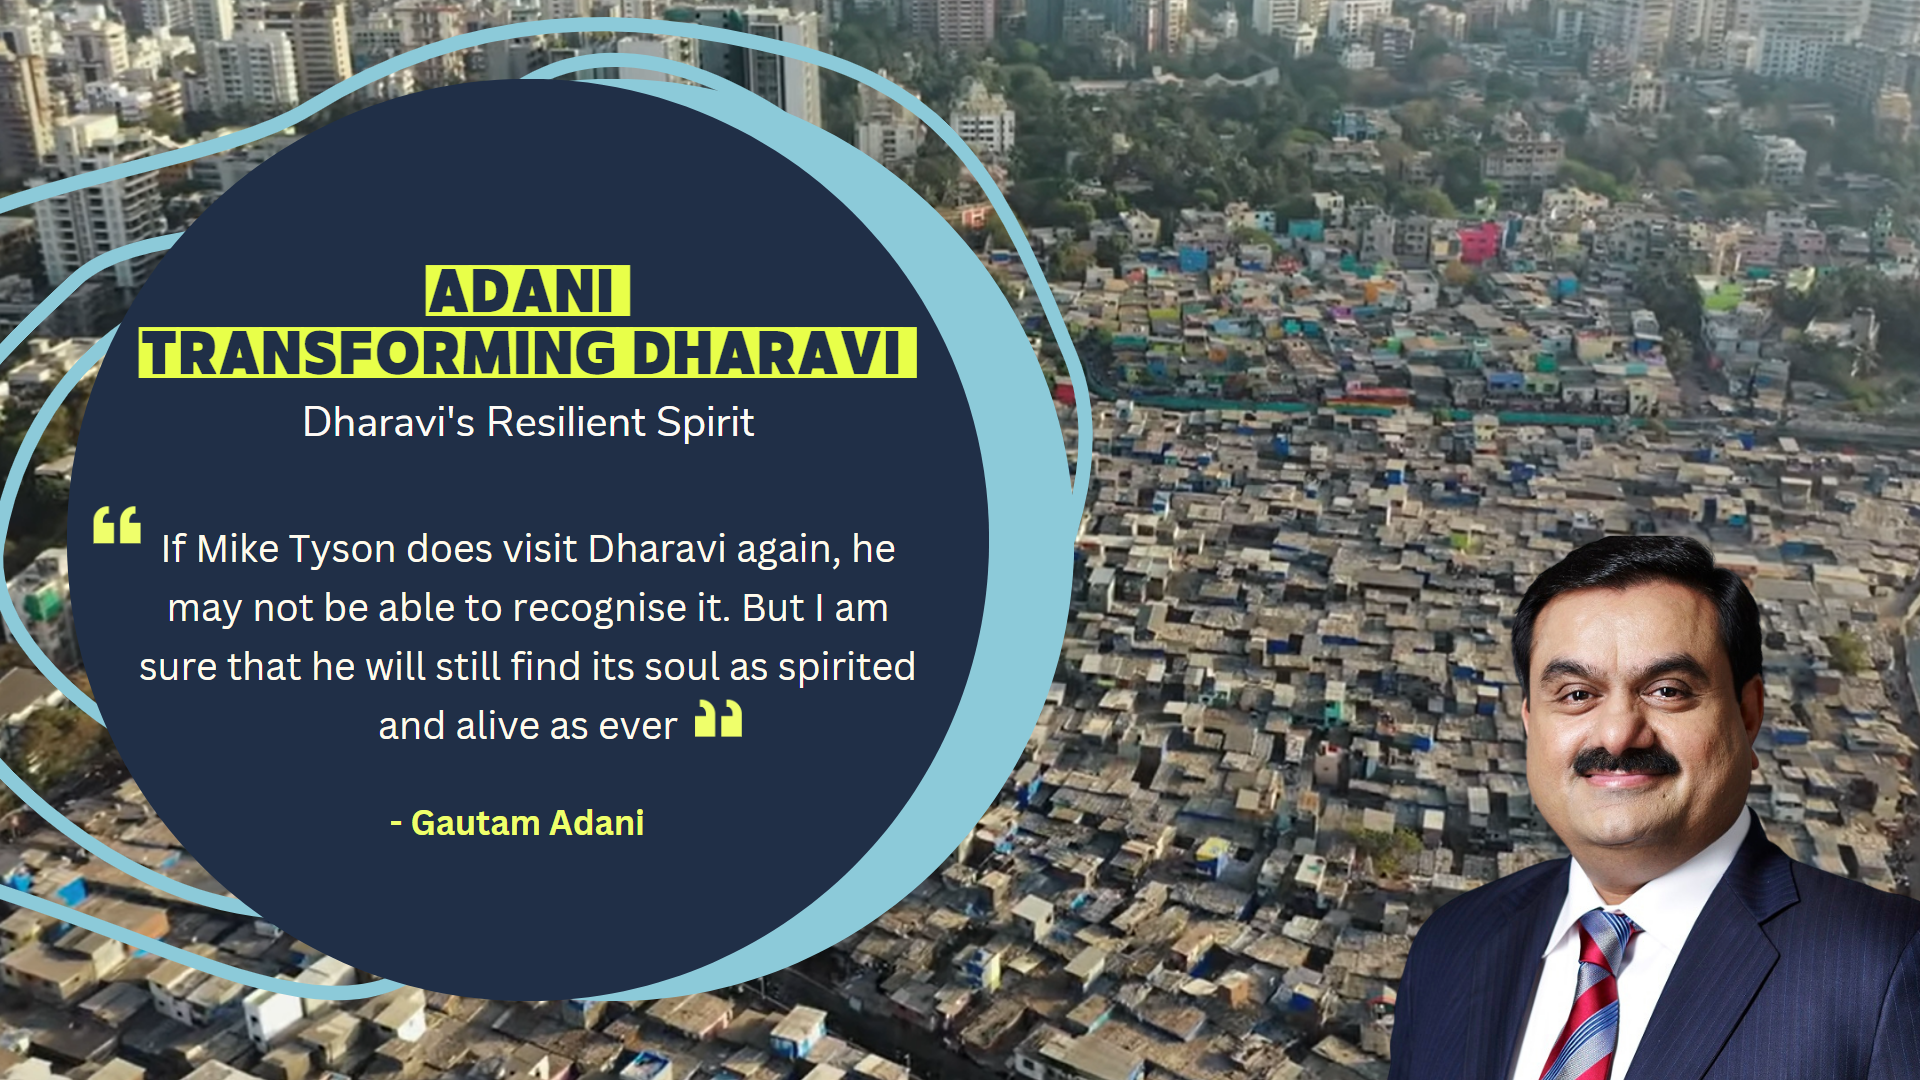 ADANI
TRANSFORMING DHARAVI
Dharavi's Resilient Spirit
“ If Mike Tyson does visit Dharavi again, he
may not be able to recognise it. But I am
sure that he will still find its soul as spirited
and alive as ever ”
- Gautam Adani